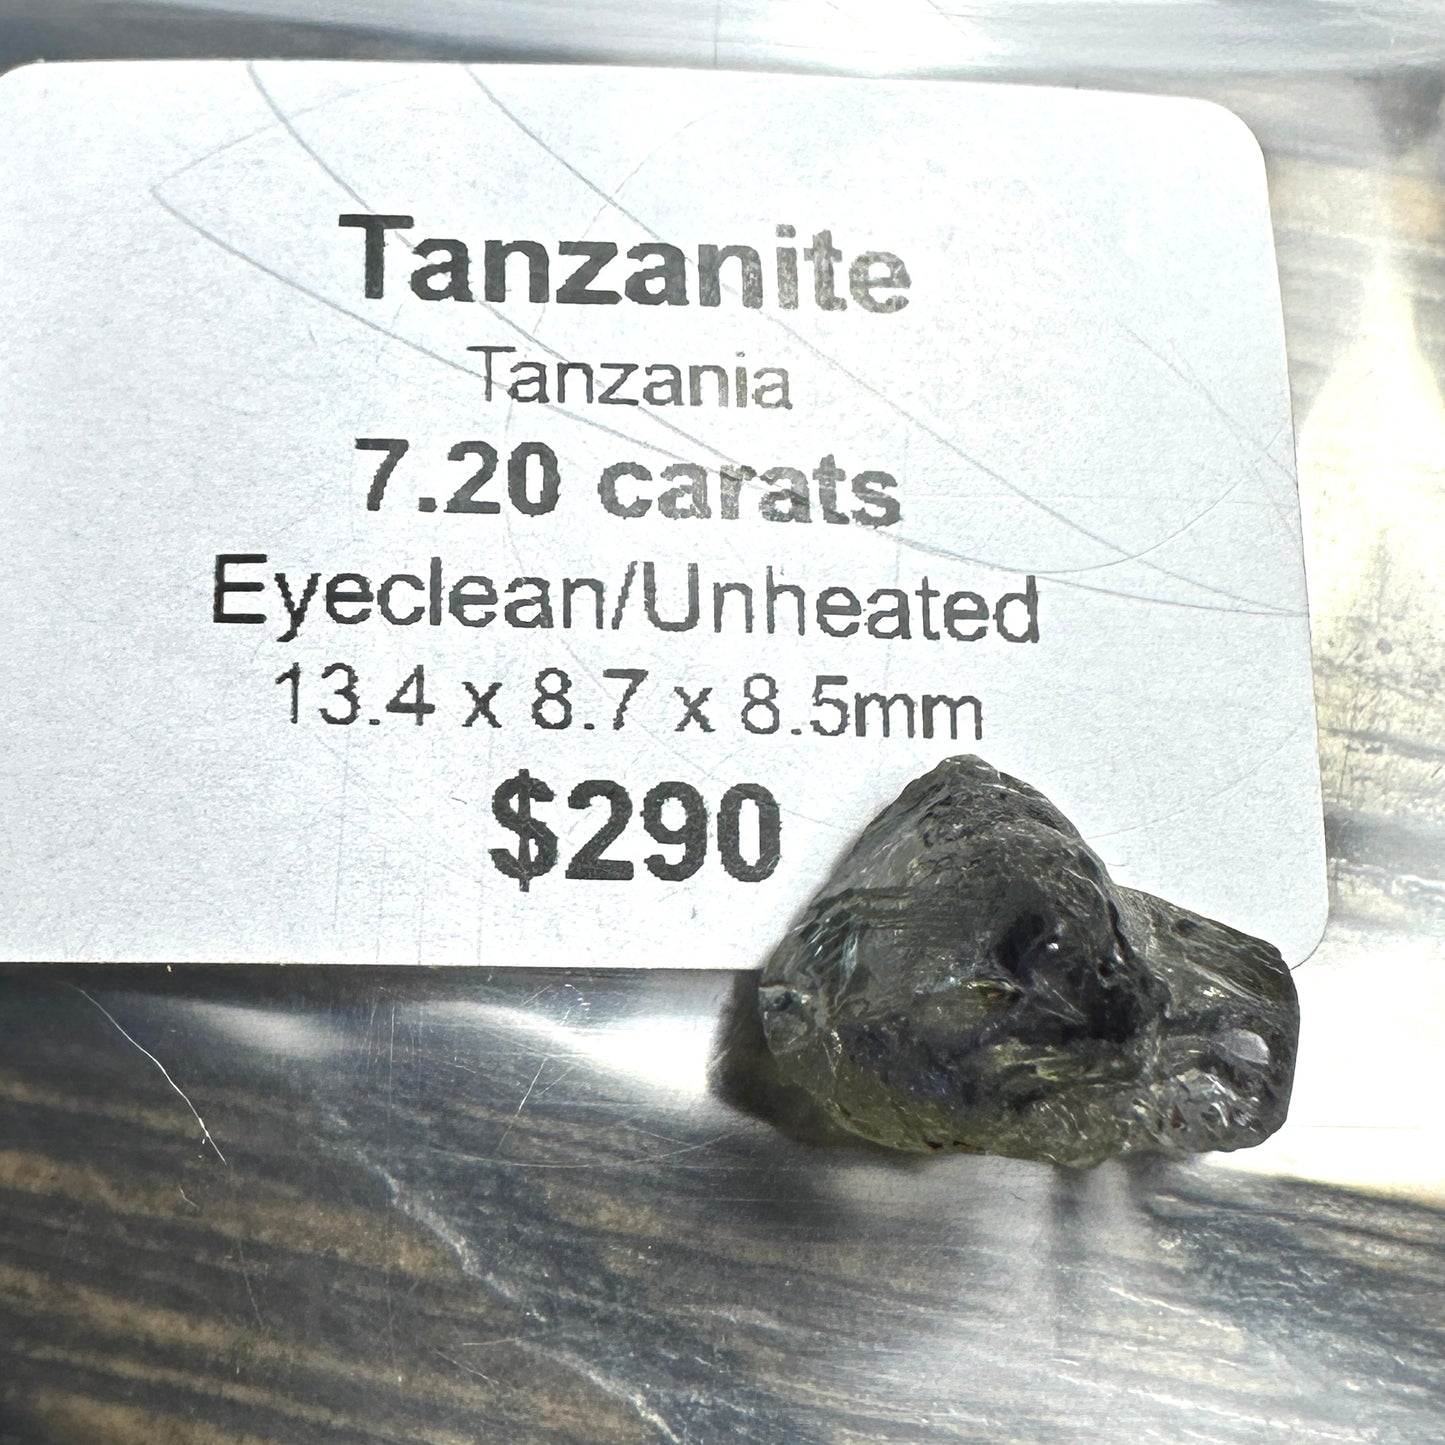 Tanzanite
Tanzania
7.20 carats
Eyeclean/Unheated
13.4 x 8.7 x 8.5mm
$290